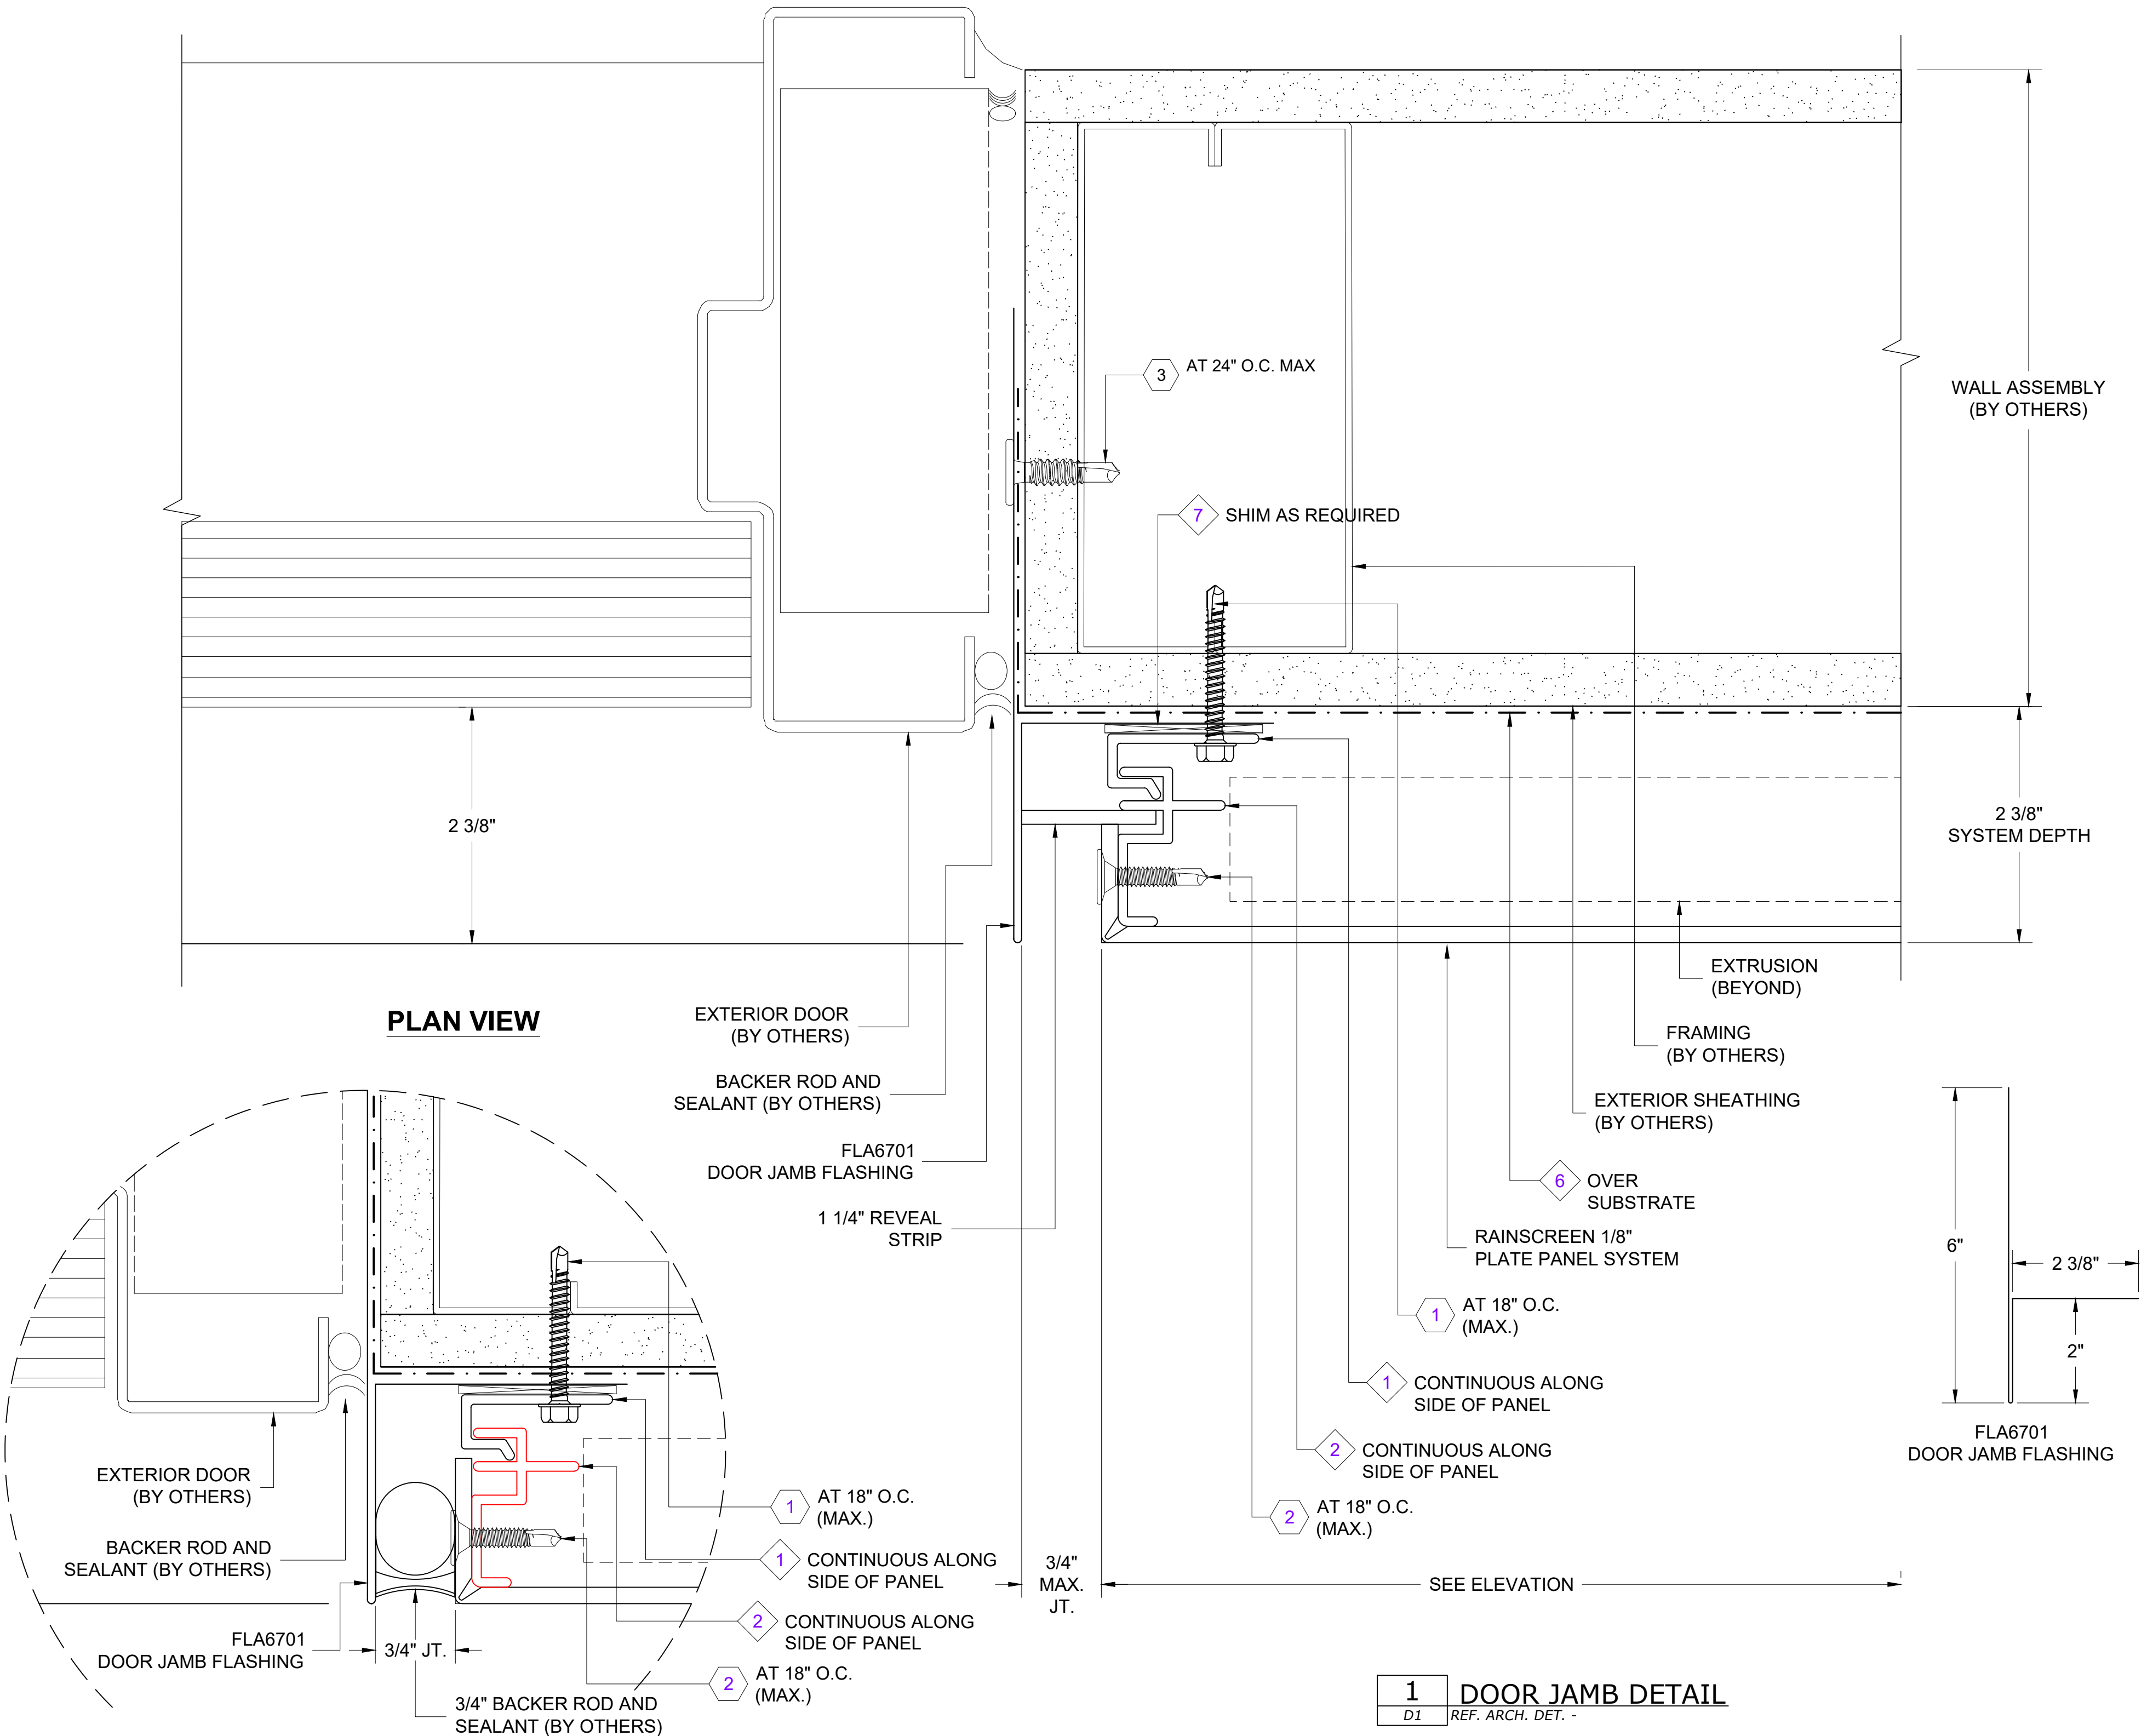 3
AT 24" O.C. MAX
WALL ASSEMBLY
(BY OTHERS)
7
SHIM AS REQUIRED
2 3/8"
2 3/8"
SYSTEM DEPTH
EXTRUSION
(BEYOND)
PLAN VIEW
EXTERIOR DOOR
(BY OTHERS)
FRAMING
(BY OTHERS)
BACKER ROD AND
SEALANT (BY OTHERS)
EXTERIOR SHEATHING
(BY OTHERS)
FLA6701
DOOR JAMB FLASHING
6
OVER
SUBSTRATE
1 1/4" REVEAL
STRIP
RAINSCREEN 1/8"
PLATE PANEL SYSTEM
6"
2 3/8"
2"
FLA6701
DOOR JAMB FLASHING
1
AT 18" O.C.
(MAX.)
1
CONTINUOUS ALONG
SIDE OF PANEL
2
CONTINUOUS ALONG
SIDE OF PANEL
2
AT 18" O.C.
(MAX.)
3/4"
MAX.
JT.
SEE ELEVATION
EXTERIOR DOOR
(BY OTHERS)
BACKER ROD AND
SEALANT (BY OTHERS)
FLA6701
DOOR JAMB FLASHING
3/4" JT.
3/4" BACKER ROD AND
SEALANT (BY OTHERS)
1
AT 18" O.C.
(MAX.)
1
CONTINUOUS ALONG
SIDE OF PANEL
2
CONTINUOUS ALONG
SIDE OF PANEL
2
AT 18" O.C.
(MAX.)
1
DOOR JAMB DETAIL
D1
REF. ARCH. DET. -